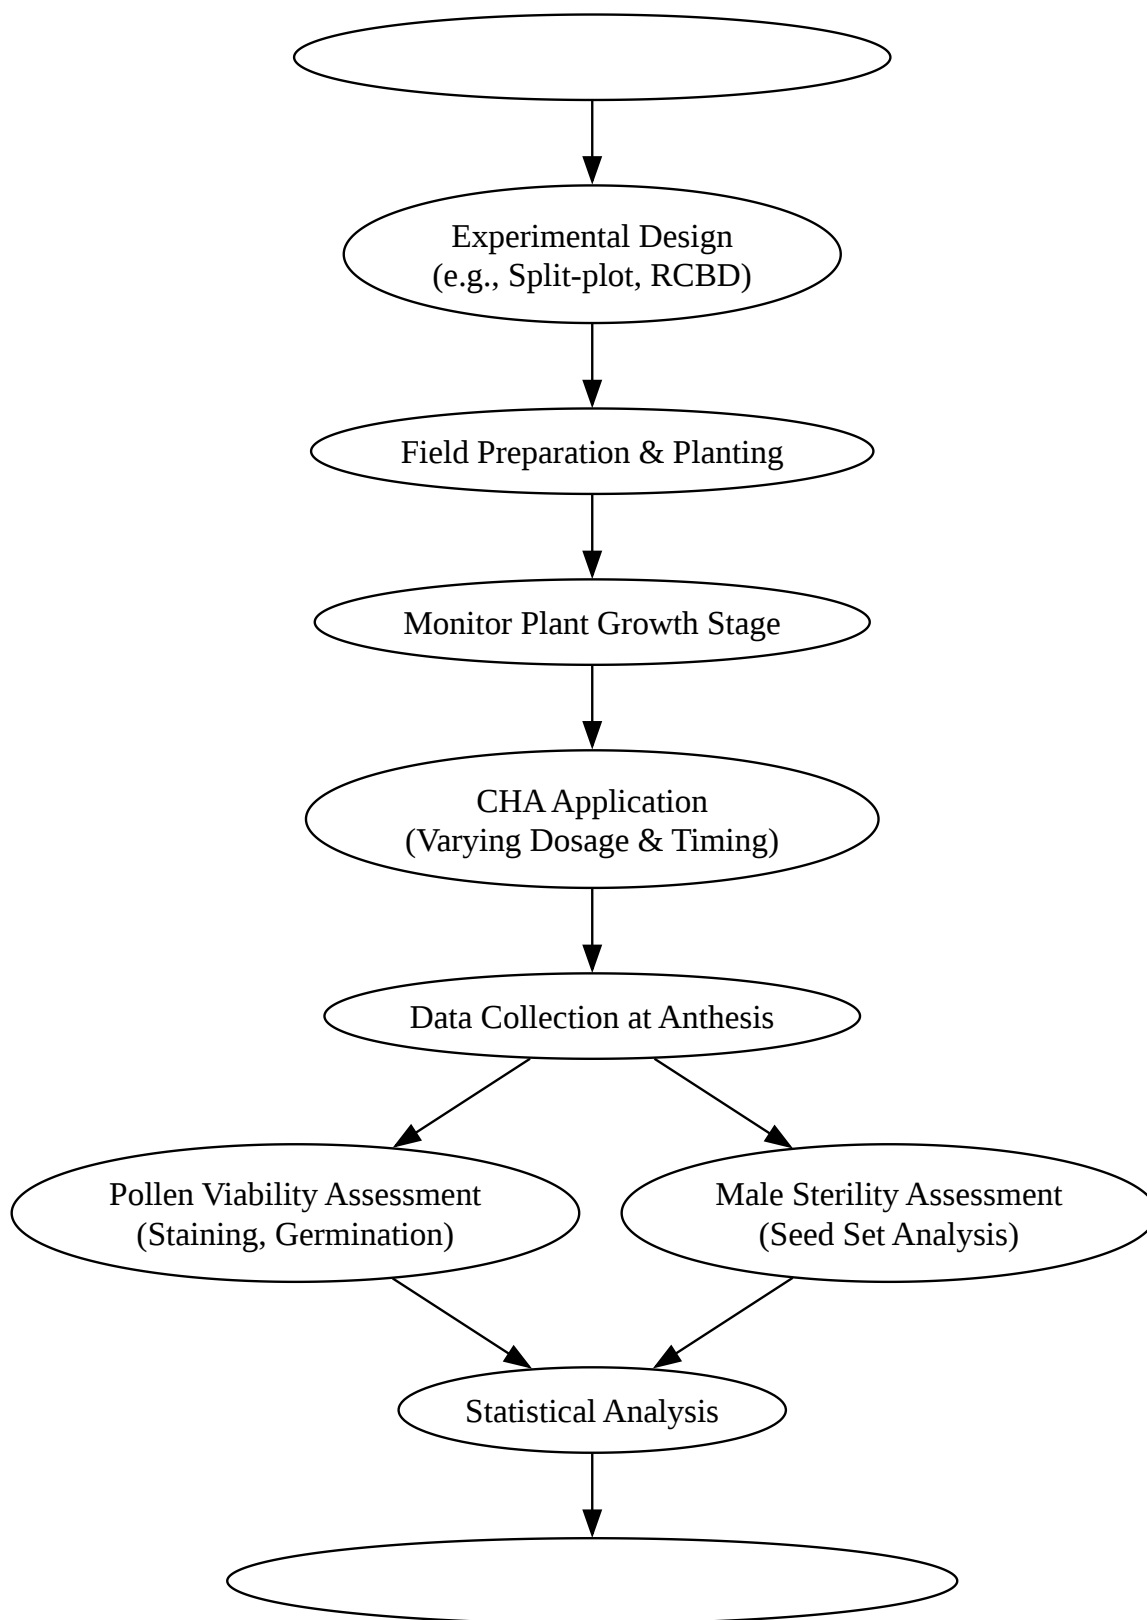 Experimental Design
(e.g., Split-plot, RCBD)
Field Preparation & Planting
Monitor Plant Growth Stage
CHA Application
(Varying Dosage & Timing)
Data Collection at Anthesis
Pollen Viability Assessment
(Staining, Germination)
Male Sterility Assessment
(Seed Set Analysis)
Statistical Analysis